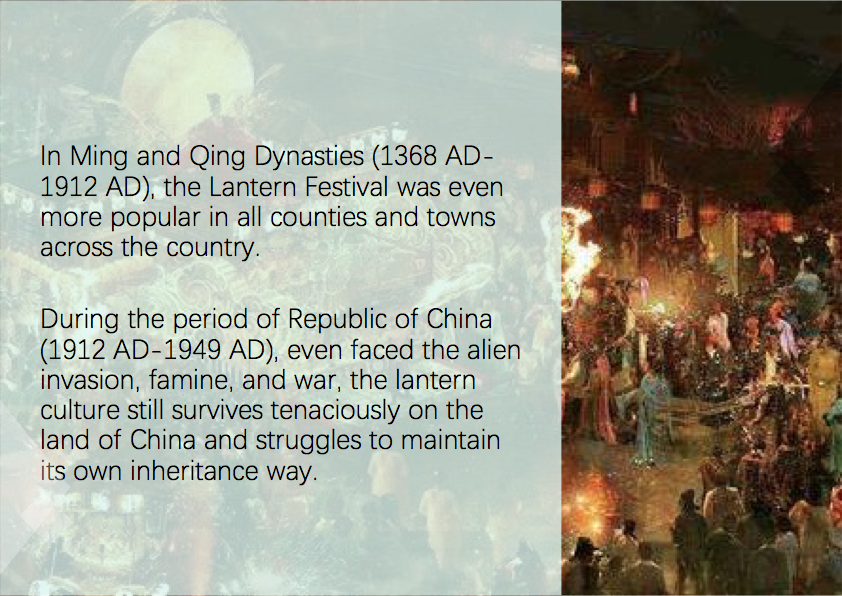 In Ming and Qing Dynasties (1368 AD-
1912 AD), the Lantern Festival was even
more popular in all counties and towns
across the country.
During the period of Republic of China
(1912 AD-1949 AD), even faced the alien
invasion, famine, and war, the lantern
culture still survives tenaciously on the
land of China and struggles to maintain
its own inheritance way.